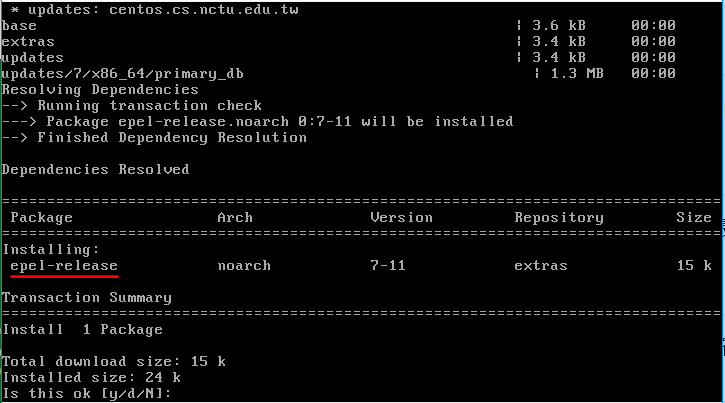 * updates: centos.cs.nctu.edu.tw
base | 3.6 kB 00:00
extras | 3.4 kB 00:00
updates | 3.4 kB 00:00
updates/7/x86_64/primary_db | 1.3 MB 00:00
Resolving Dependencies
--> Running transaction check
---> Package epel-release.noarch 0:7-11 will be installed
--> Finished Dependency Resolution
Dependencies Resolved
================================================================================
Package Arch Version Repository Size
================================================================================
Installing:
epel-release noarch 7-11 extras 15 k
Transaction Summary
================================================================================
Install 1 Package
Total download size: 15 k
Installed size: 24 k
Is this ok [y/d/N]: